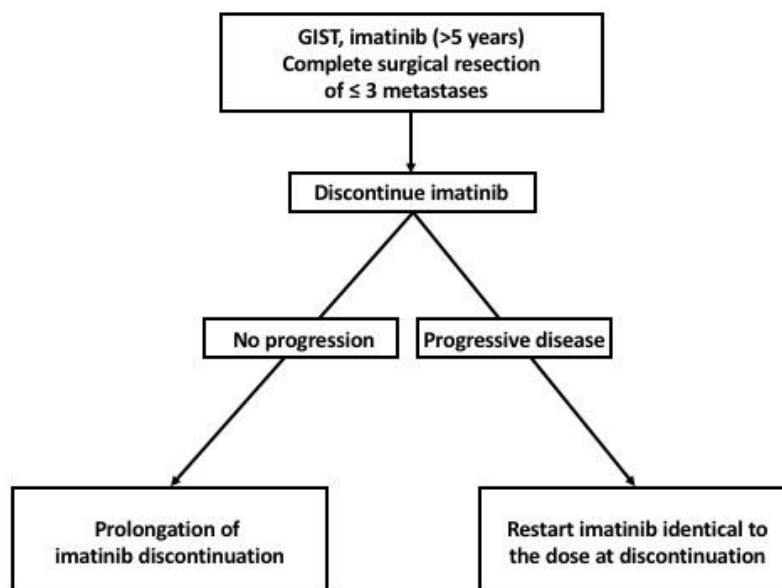 GIST, imatinib (>5 years)
Complete surgical resection
of ≤ 3 metastases
Discontinue imatinib
No progression
Progressive disease
Prolongation of
imatinib discontinuation
Restart imatinib identical to
the dose at discontinuation